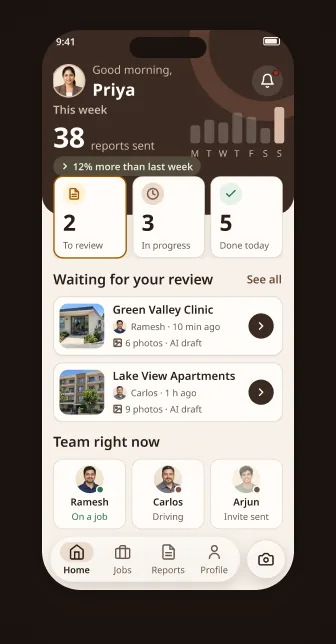 9:41
Good morning,
Priya
This week
38 reports sent
12% more than last week
M T W T F S S
2
To review
3
In progress
5
Done today
Waiting for your review
See all
Green Valley Clinic
Ramesh · 10 min ago
6 photos · AI draft
Lake View Apartments
Carlos · 1 h ago
9 photos · AI draft
Team right now
Ramesh
On a job
Carlos
Driving
Arjun
Invite sent
Home
Jobs
Reports
Profile